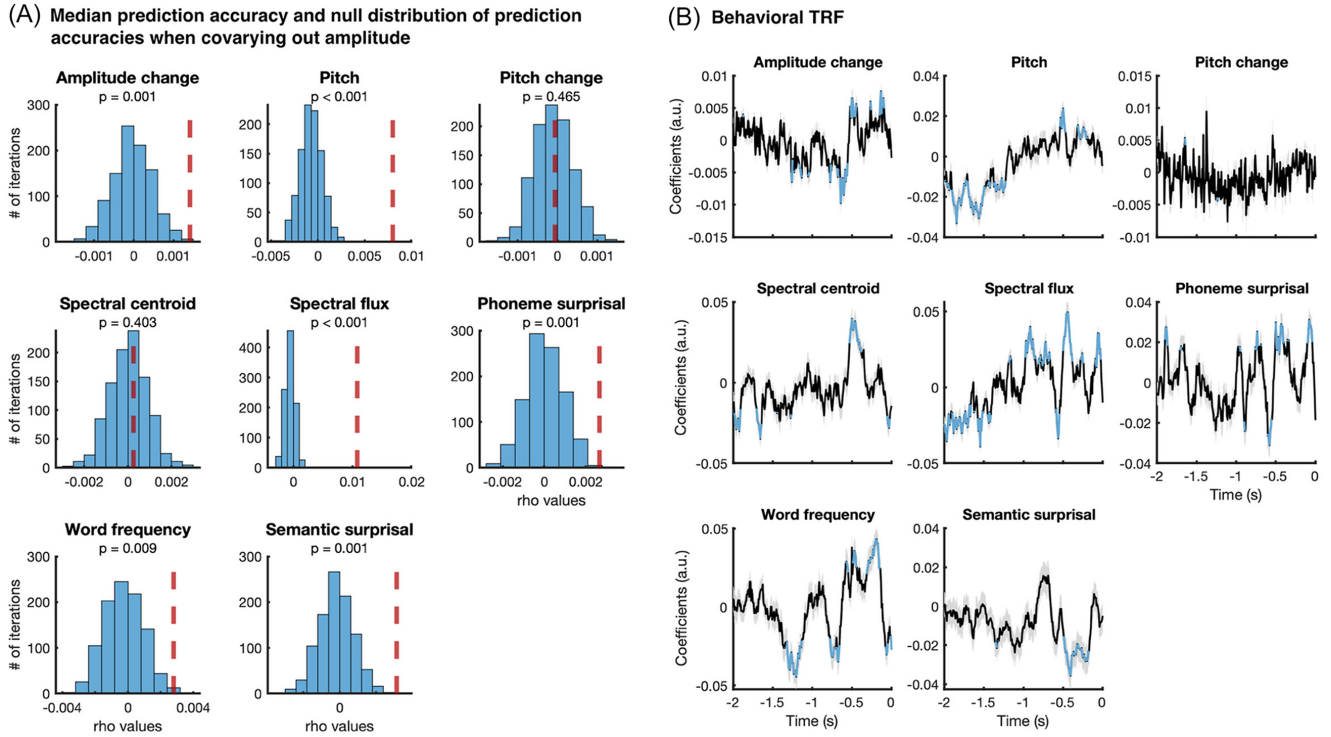 (A) Median prediction accuracy and null distribution of prediction
accuracies when covarying out amplitude
Amplitude change
p = 0.001
# of iterations
300
200
100
0
-0.001
0
0.001
Pitch
p < 0.001
200
150
100
50
0
-0.005
0
0.005
0.01
Pitch change
p = 0.465
200
150
100
50
0
-0.001
0
0.001
Spectral centroid
p = 0.403
# of iterations
200
150
100
50
0
-0.002
0
0.002
Spectral flux
p < 0.001
400
300
200
100
0
0
0.01
0.02
Phoneme surprisal
p = 0.001
300
200
100
0
-0.002
0
0.002
rho values
Word frequency
p = 0.009
# of iterations
300
200
100
0
-0.004
0
0.004
rho values
Semantic surprisal
p = 0.001
300
200
100
0
0
rho values
(B) Behavioral TRF
Amplitude change
Coefficients (a.u.)
0.01
0.005
0
-0.005
-0.01
-0.015
Pitch
0.04
0.02
0
-0.02
-0.04
Pitch change
0.015
0.01
0.005
0
-0.005
-0.01
Spectral centroid
Coefficients (a.u.)
0.05
0
-0.05
Spectral flux
0.05
0
-0.05
Phoneme surprisal
0.04
0.02
0
-0.02
-0.04
-2
-1.5
-1
-0.5
0
Time (s)
Word frequency
Coefficients (a.u.)
0.05
0
-0.05
-2
-1.5
-1
-0.5
0
Time (s)
Semantic surprisal
0.04
0.02
0
-0.02
-0.04
-2
-1.5
-1
-0.5
0
Time (s)